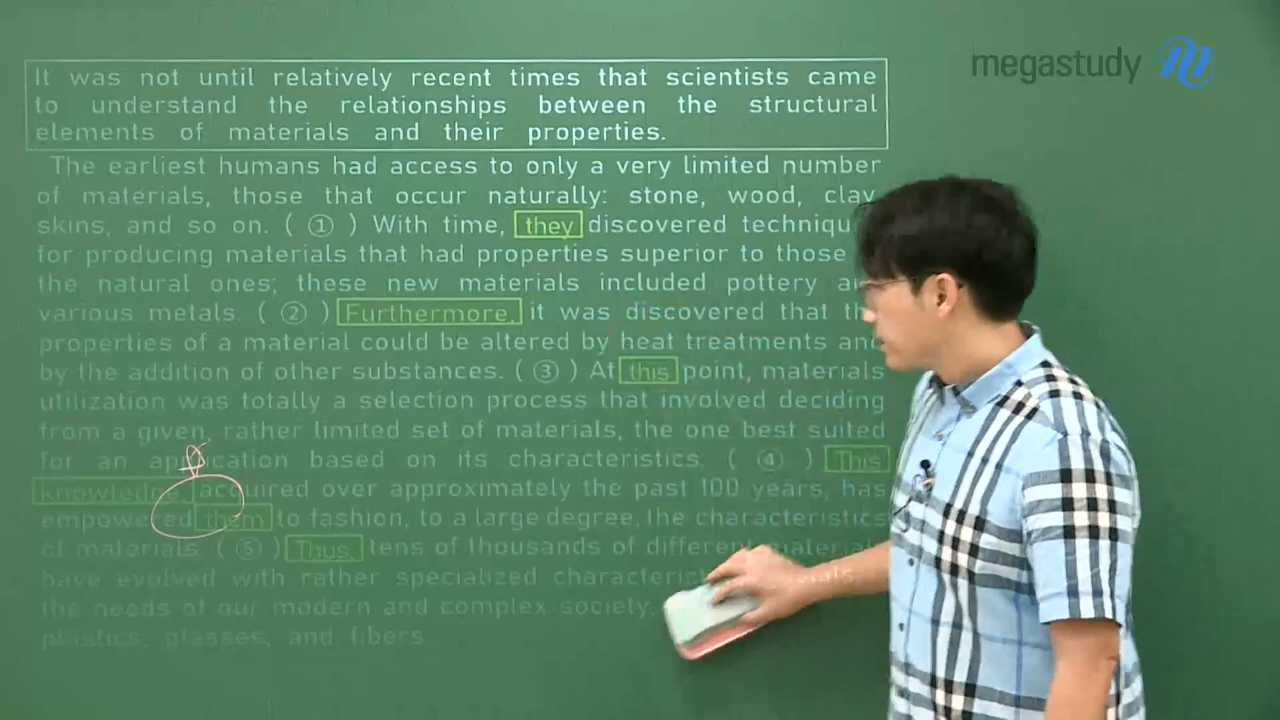 megastudy
It was not until relatively recent times that scientists came
to understand the relationships between the structural
elements of materials and their properties.
The earliest humans had access to only a very limited number
of materials, those that occur naturally: stone, wood, clay,
skins, and so on. ( ① ) With time, they discovered
for producing materials that had properties superior to those
the natural ones; these new materials included pottery
various metals. ( ② ) Furthermore, it was discovered that
properties of a material could be altered by heat treatments and
by the addition of other substances. ( ③ ) At this point, materials
utilization was totally a selection process that involved deciding
from a given, rather limited set of materials, the one best suited
for an application based on its characteristics. ( ④ ) This
knowledge, acquired over approximately the past 100 years, has
empowered them to fashion, to a large degree, the characteristics
of materials. ( ⑤ ) Thus, tens of thousands of different
have evolved with rather specialized
the needs of our modern and complex society,
plastics, glasses, and fibers